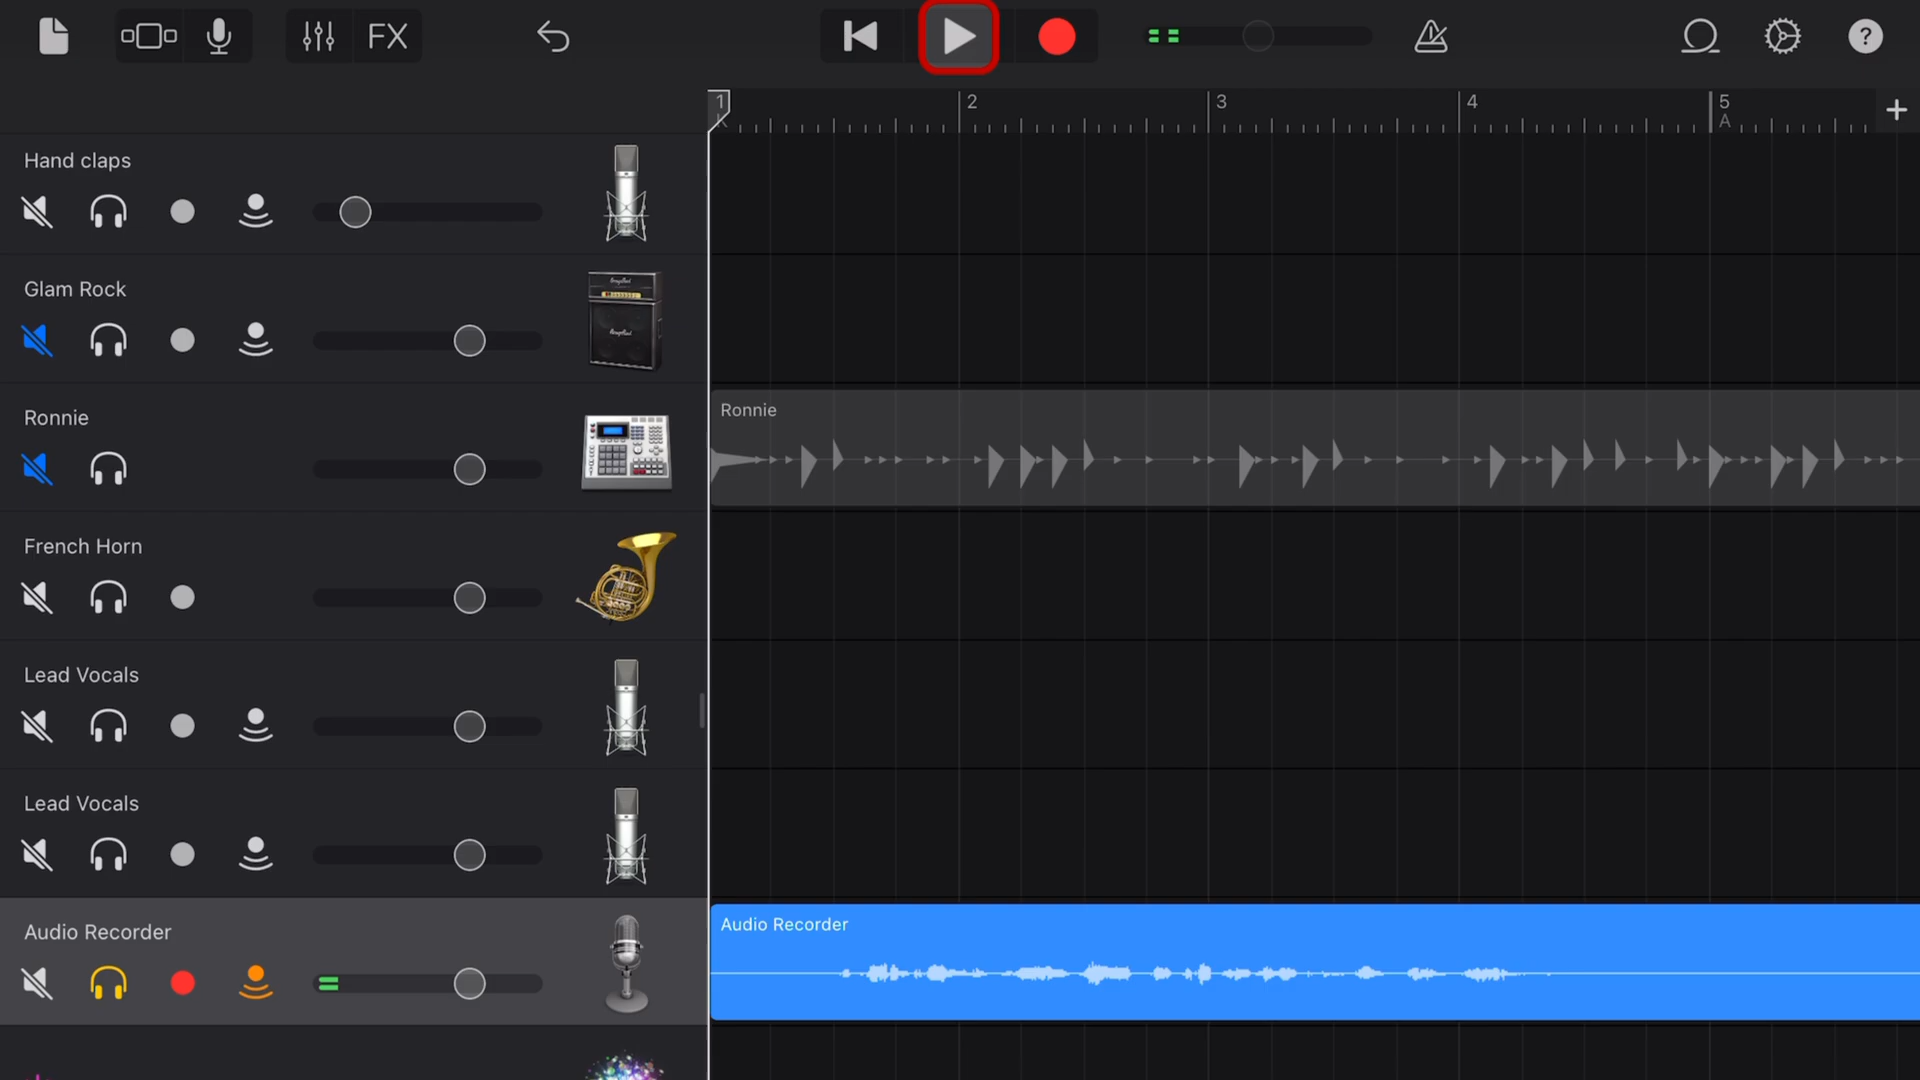 FX
?
1
2
3
4
5
A
+
Hand claps
Glam Rock
Ronnie
Ronnie
French Horn
Lead Vocals
Lead Vocals
Audio Recorder
Audio Recorder